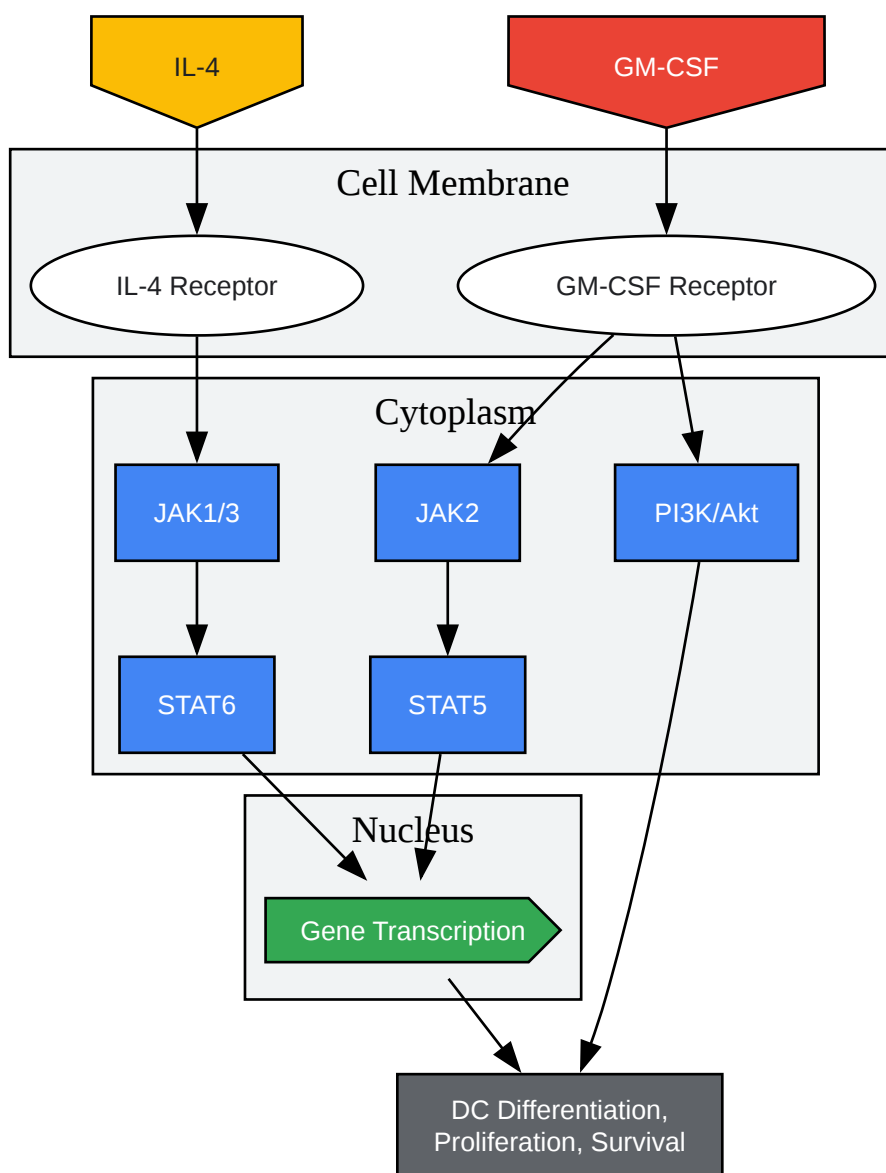 IL-4
GM-CSF
Cell Membrane
IL-4 Receptor
GM-CSF Receptor
Cytoplasm
JAK1/3
JAK2
PI3K/Akt
STAT6
STAT5
Nucleus
Gene Transcription
DC Differentiation,
Proliferation, Survival